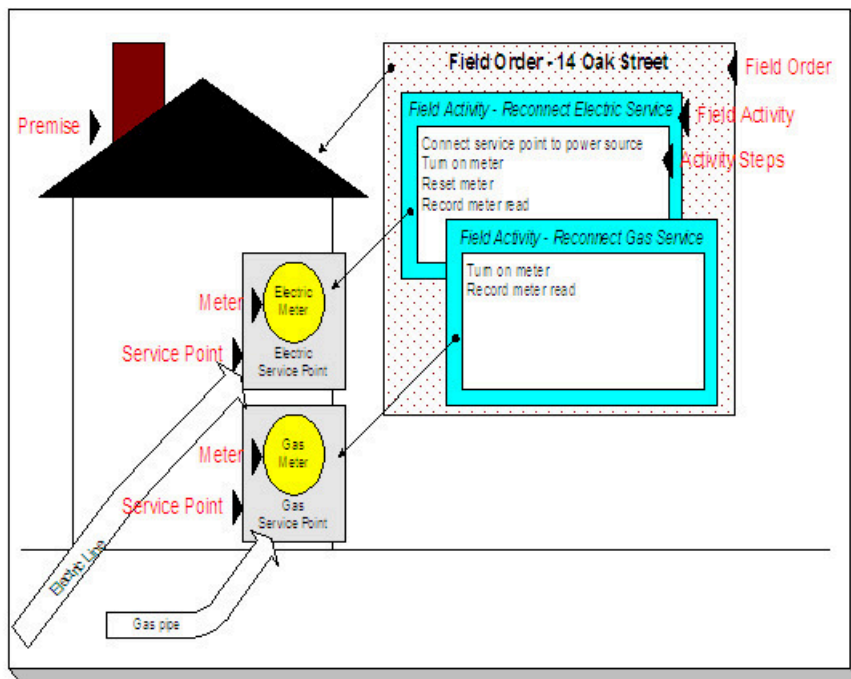 Field Order - 14 Oak Street
Field Order
Premise
Field Activity - Reconnect Electric Service
Field Activity
Connect service point to power source
Turn on meter
Reset meter
Record meter read
Activity Steps
Field Activity - Reconnect Gas Service
Turn on meter
Record meter read
Meter
Electric
Meter
Service Point
Electric
Service Point
Meter
Gas
Meter
Service Point
Gas
Service Point
Electric Line
Gas pipe